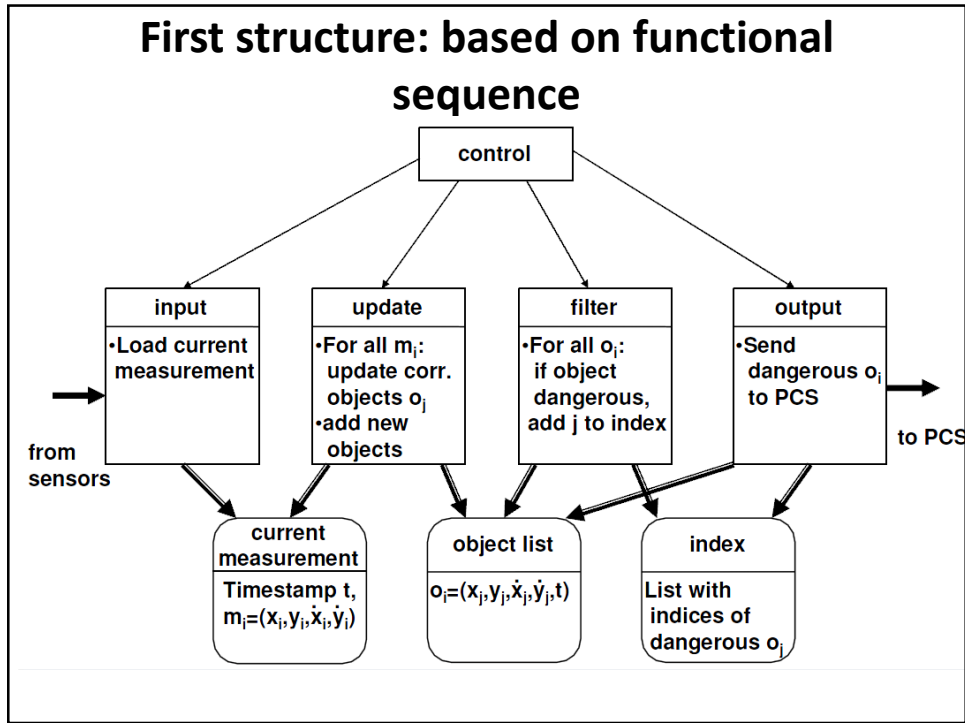 First structure: based on functional
sequence
control
input
•Load current
measurement
update
•For all mᵢ:
update corr.
objects oⱼ
•add new
objects
filter
•For all oᵢ:
if object
dangerous,
add j to index
output
•Send
dangerous oᵢ
to PCS
from
sensors
to PCS
current
measurement
Timestamp t,
mᵢ=(xᵢ,yᵢ,ẋᵢ,ẏᵢ)
object list
oᵢ=(xⱼ,yⱼ,ẋⱼ,ẏⱼ,t)
index
List with
indices of
dangerous oⱼ